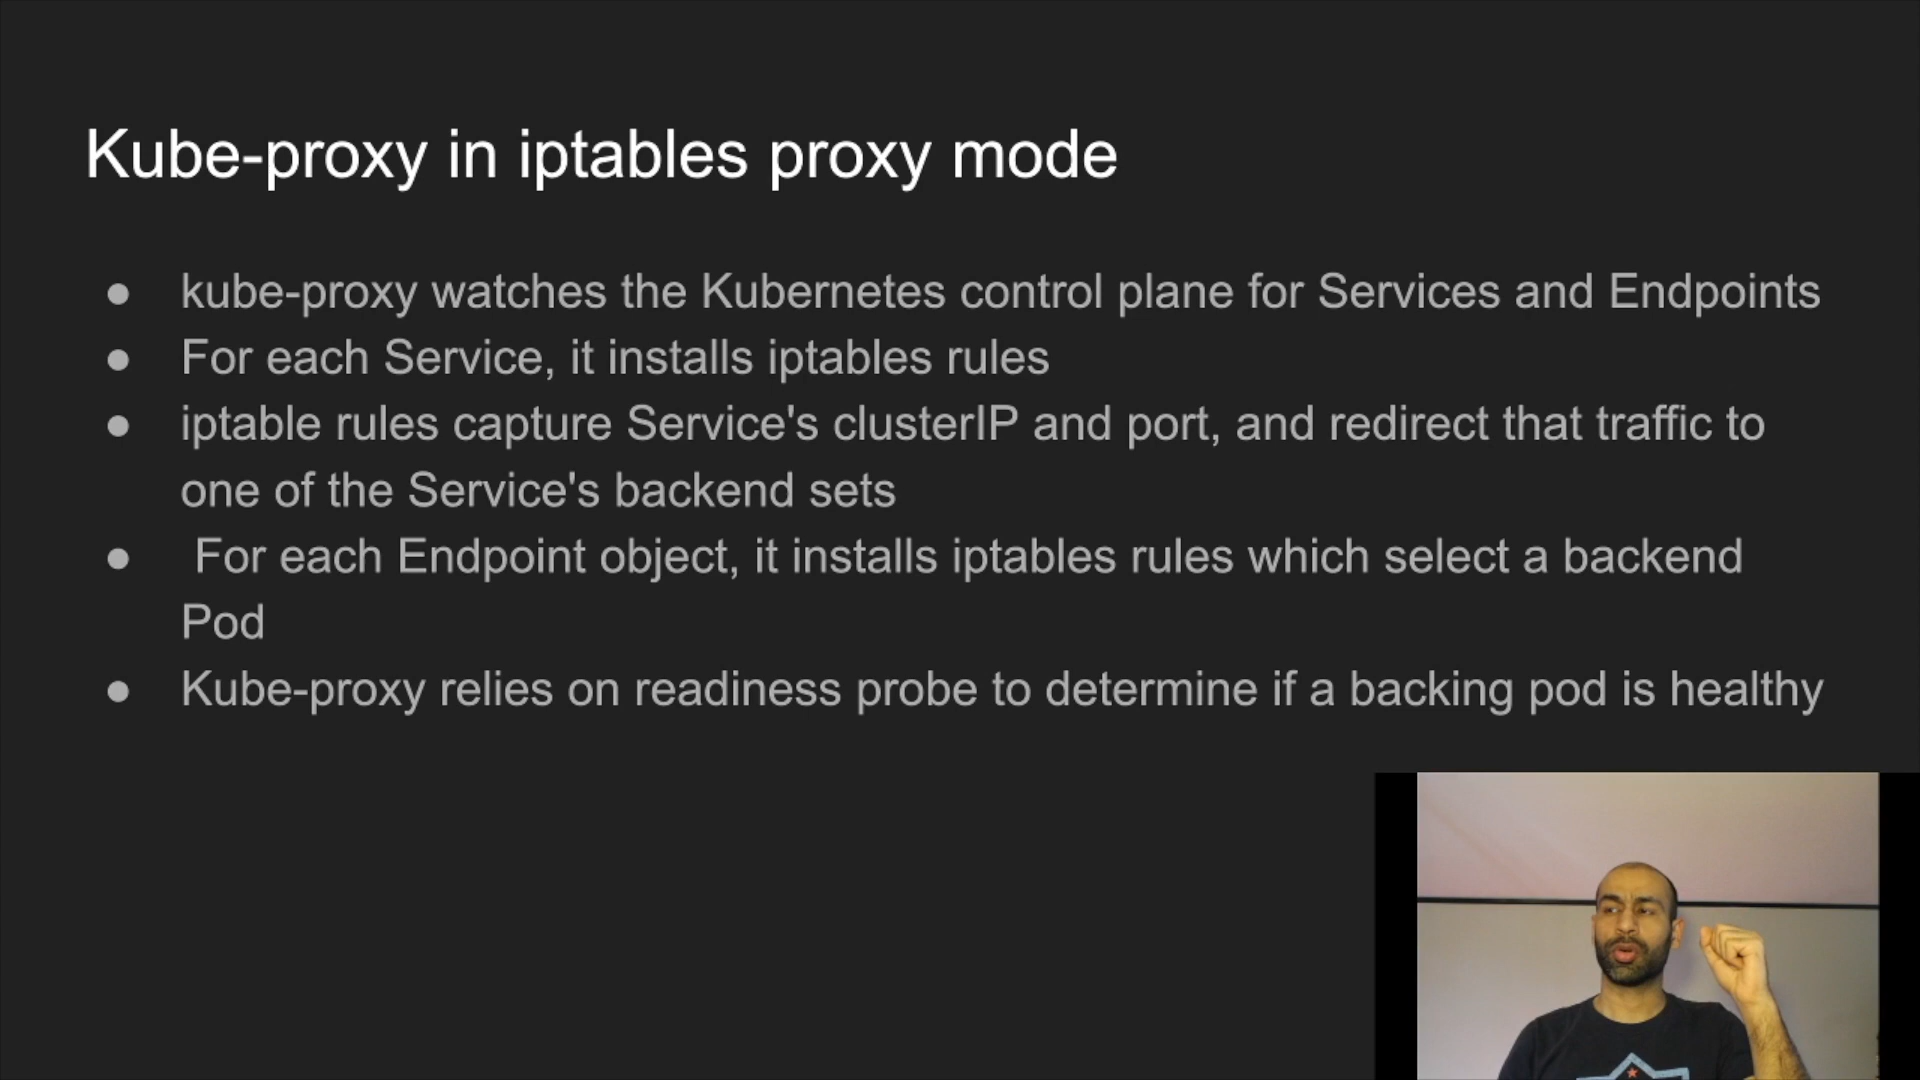 Kube-proxy in iptables proxy mode
● kube-proxy watches the Kubernetes control plane for Services and Endpoints
● For each Service, it installs iptables rules
● iptable rules capture Service's clusterIP and port, and redirect that traffic to
one of the Service's backend sets
● For each Endpoint object, it installs iptables rules which select a backend
Pod
● Kube-proxy relies on readiness probe to determine if a backing pod is healthy